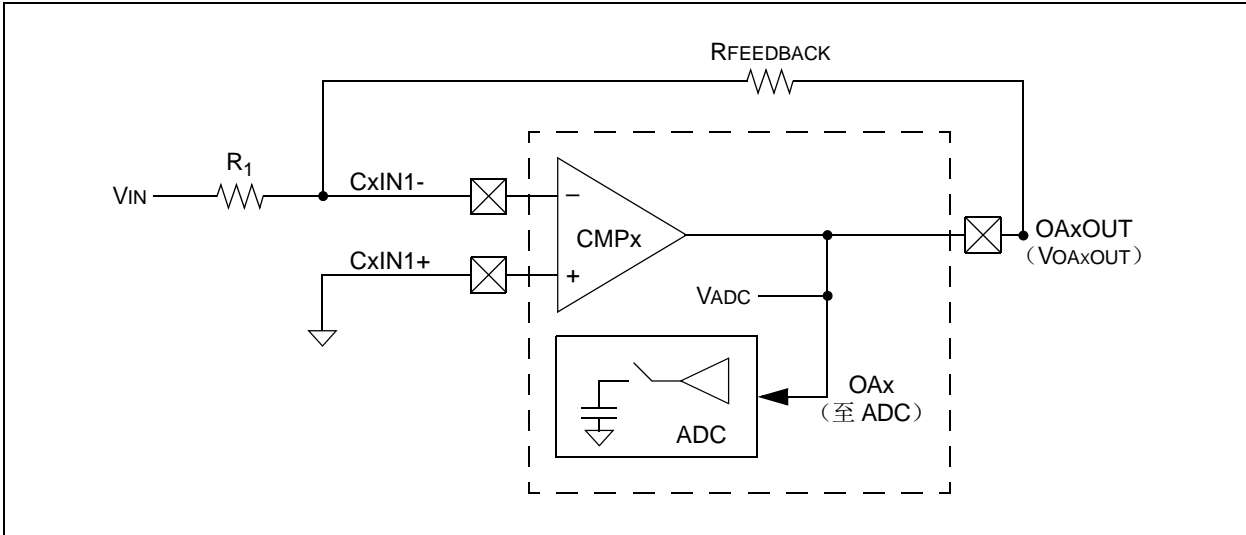 RFEEDBACK
R1
VIN
CxIN1-
–
CMPx
OAxOUT
（VOAxOUT）
CxIN1+
+
VADC
OAx
（至 ADC）
ADC